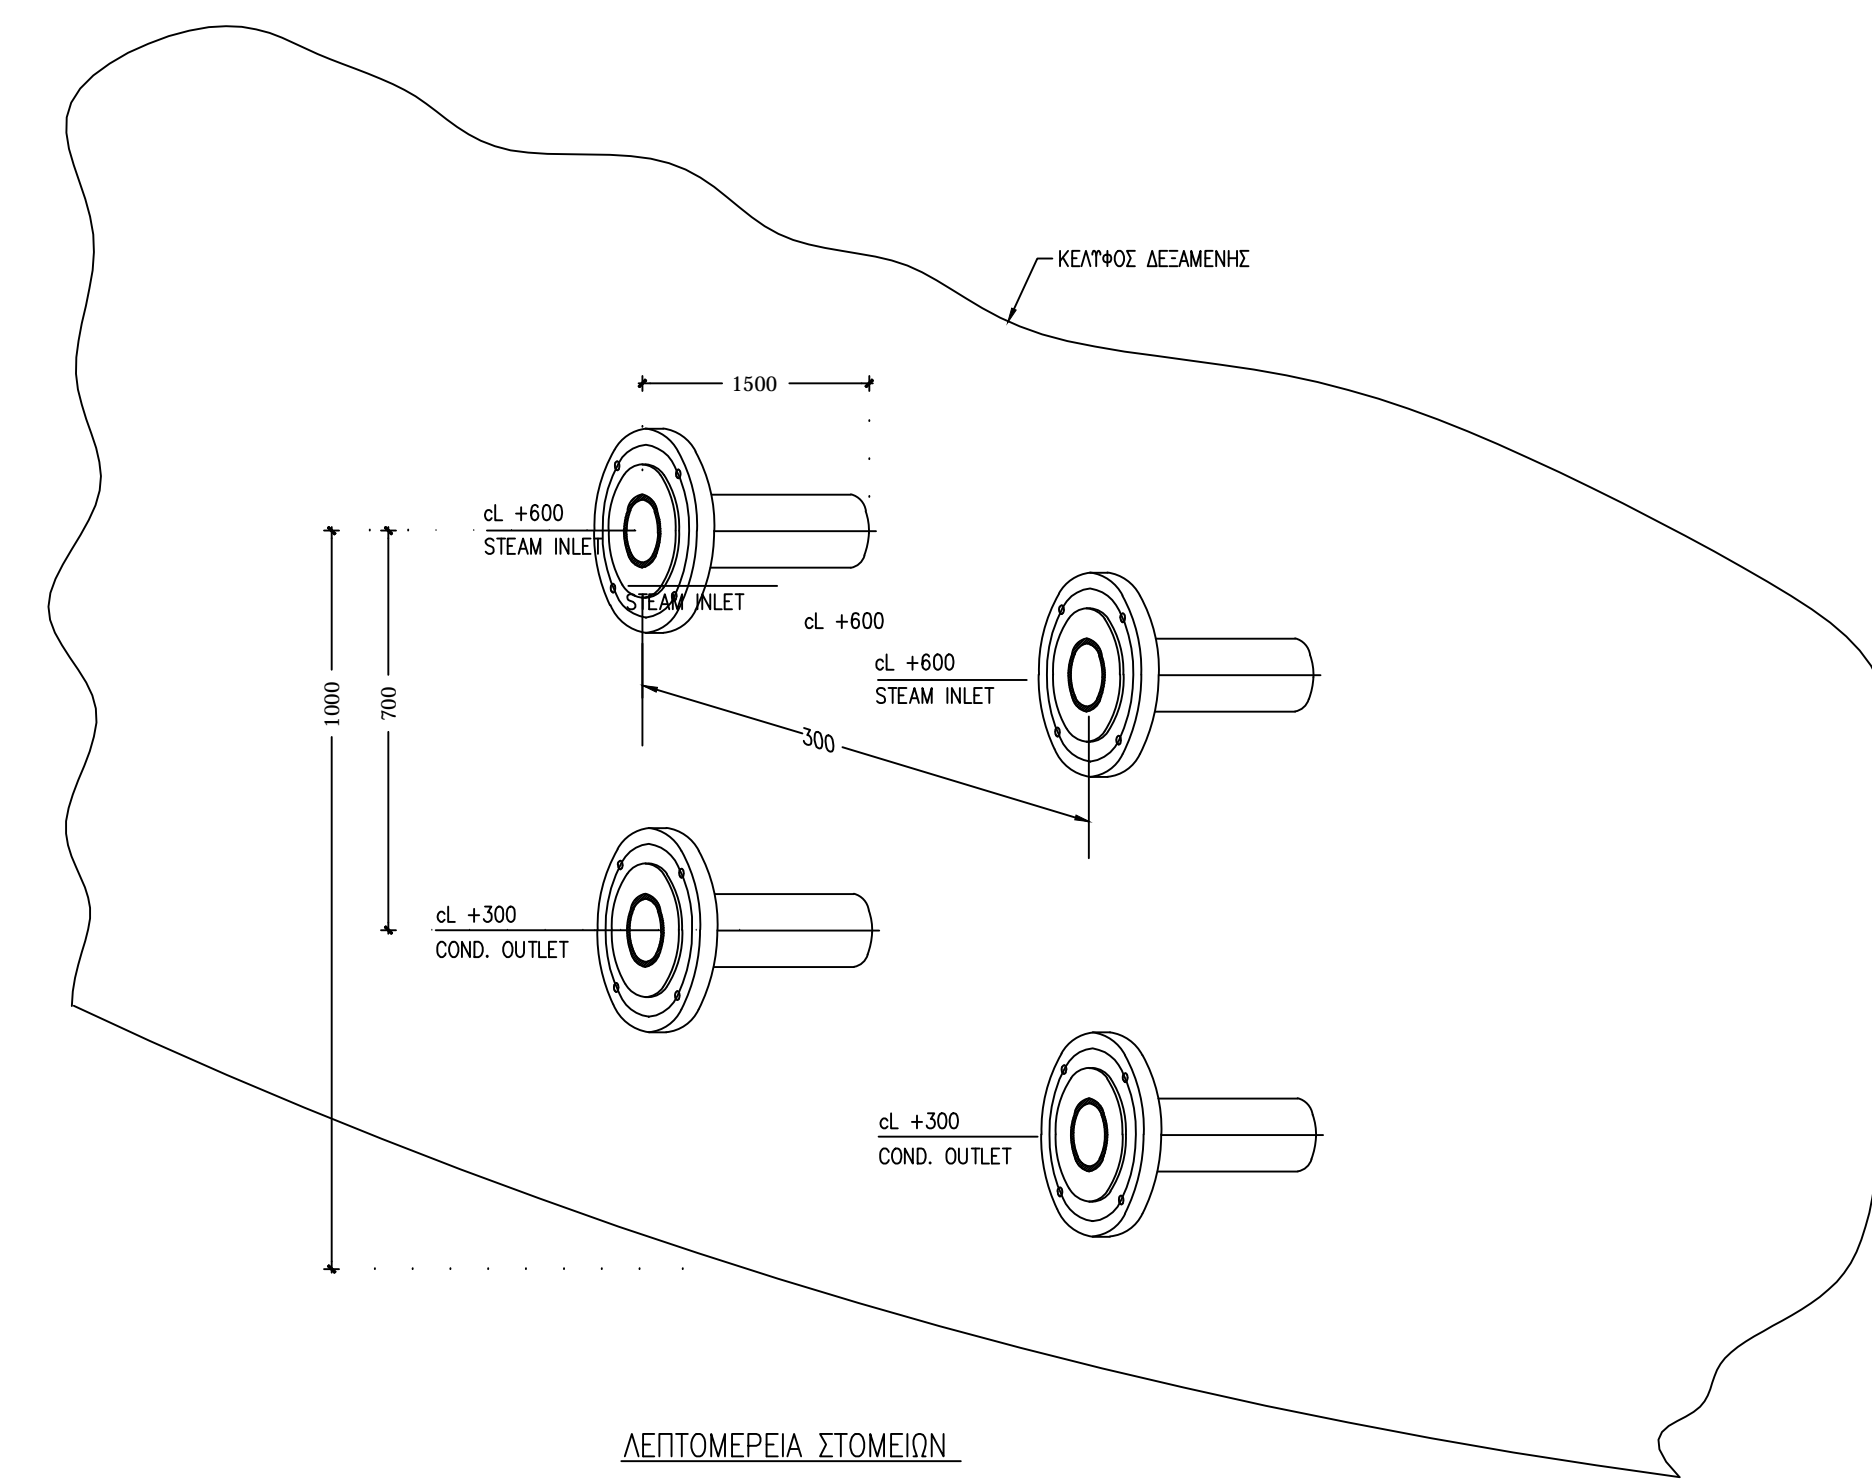 ΚΕΛΥΦΟΣ ΔΕΞΑΜΕΝΗΣ
1500
cL +600
STEAM INLET
STEAM INLET
cL +600
cL +600
STEAM INLET
1000
700
300
cL +300
COND. OUTLET
cL +300
COND. OUTLET
ΛΕΠΤΟΜΕΡΕΙΑ ΣΤΟΜΕΙΩΝ